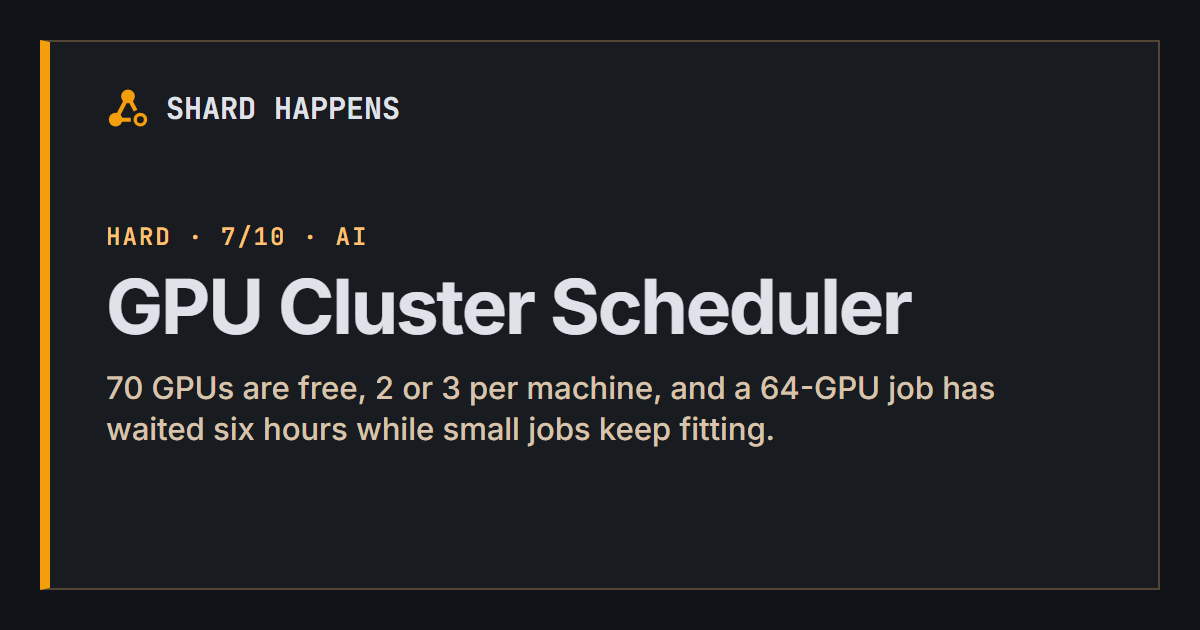 SHARD HAPPENS
HARD · 7/10 · AI
GPU Cluster Scheduler
70 GPUs are free, 2 or 3 per machine, and a 64-GPU job has
waited six hours while small jobs keep fitting.